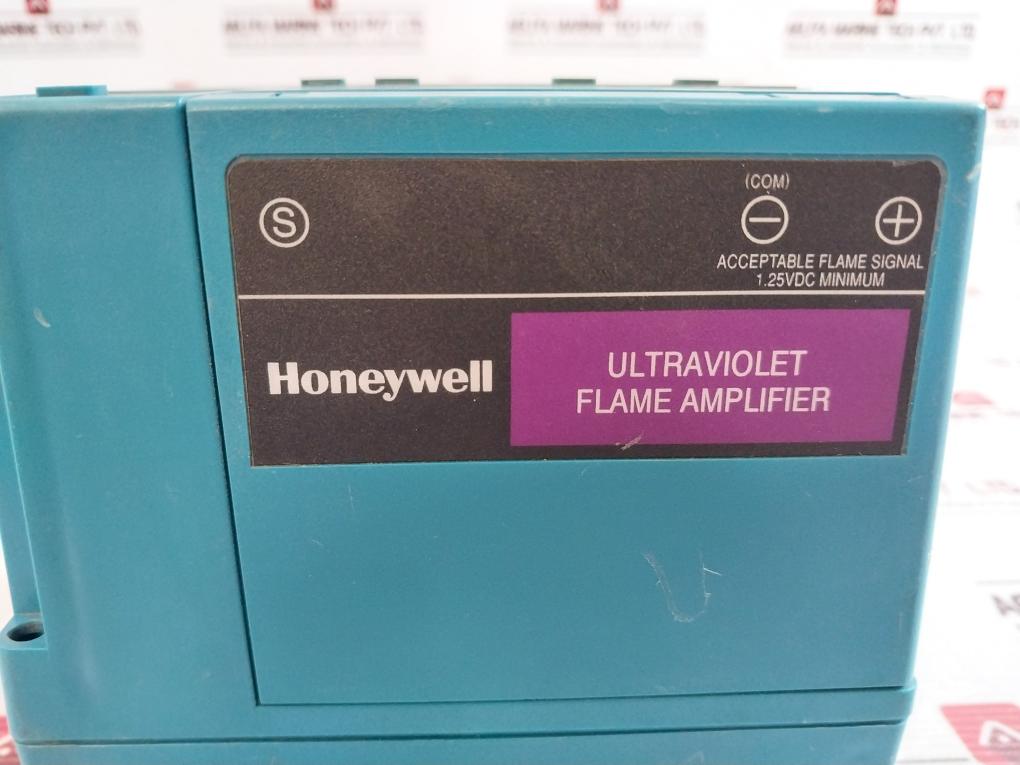 (COM)
S
− +
ACCEPTABLE FLAME SIGNAL
1.25VDC MINIMUM
Honeywell
ULTRAVIOLET
FLAME AMPLIFIER